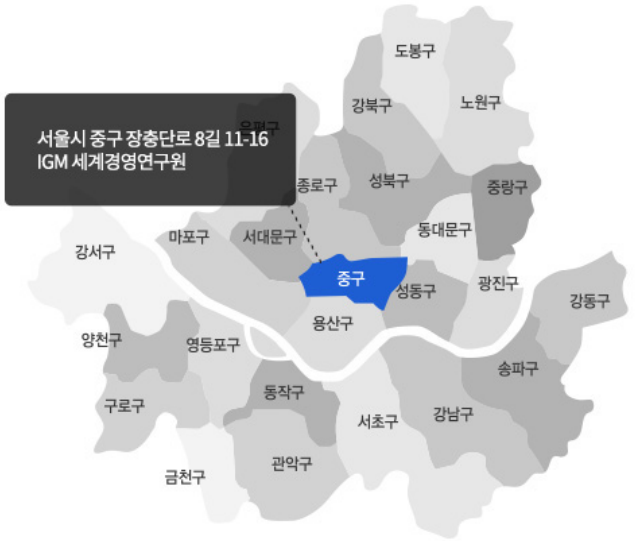 도봉구
노원구
강북구
은평구
서울시 중구 장충단로 8길 11-16
IGM 세계경영연구원
종로구
성북구
중랑구
마포구
서대문구
동대문구
강서구
중구
성동구
광진구
강동구
용산구
양천구
영등포구
송파구
동작구
구로구
서초구
강남구
관악구
금천구